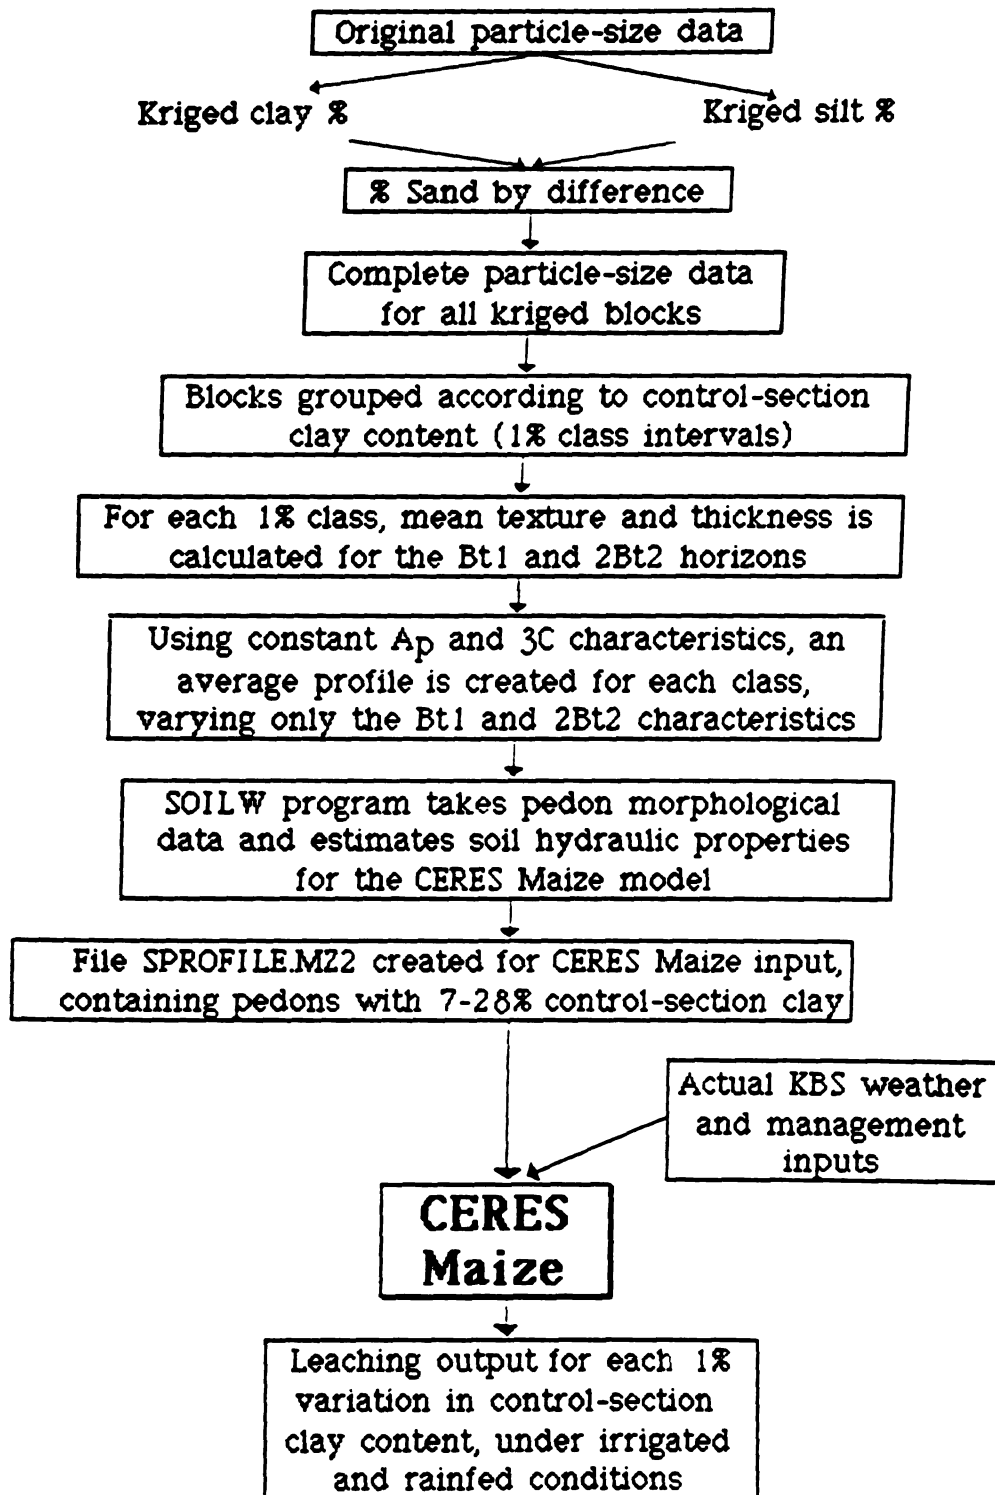 Original particle-size data
Kriged clay %
Kriged silt %
% Sand by difference
Complete particle-size data
for all kriged blocks
Blocks grouped according to control-section
clay content (1% class intervals)
For each 1% class, mean texture and thickness is
calculated for the Bt1 and 2Bt2 horizons
Using constant Ap and 3C characteristics, an
average profile is created for each class,
varying only the Bt1 and 2Bt2 characteristics
SOILW program takes pedon morphological
data and estimates soil hydraulic properties
for the CERES Maize model
File SPROFILE.MZ2 created for CERES Maize input,
containing pedons with 7-28% control-section clay
Actual KBS weather
and management
inputs
CERES
Maize
Leaching output for each 1%
variation in control-section
clay content, under irrigated
and rainfed conditions